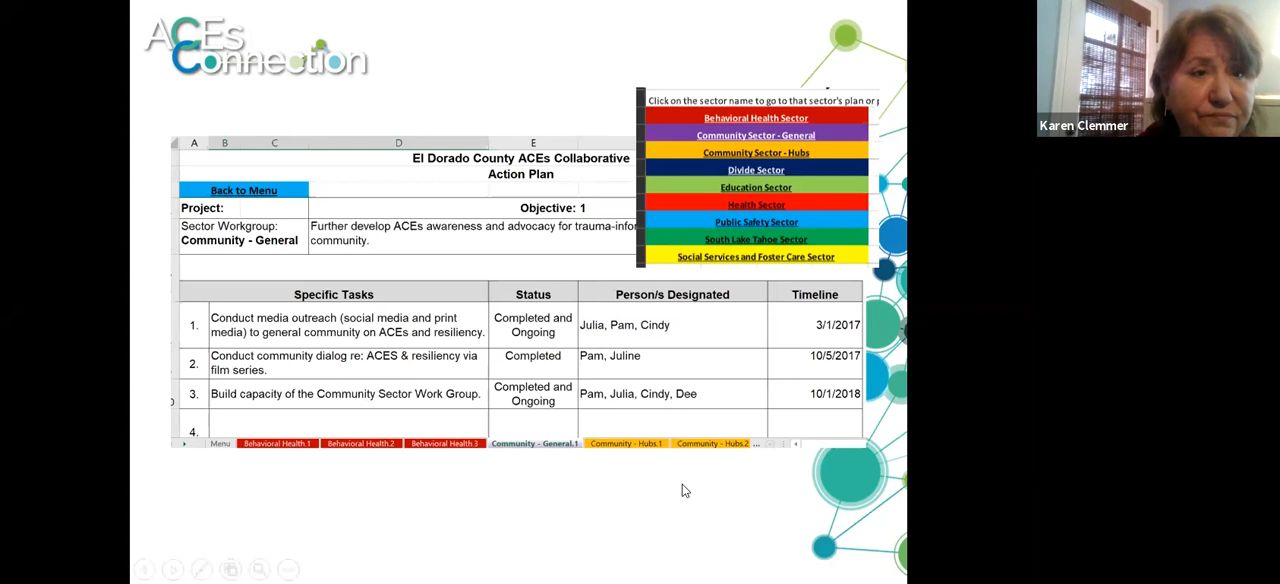 ACEs
Connection
Karen Clemmer
Click on the sector name to go to that sector's plan or
Behavioral Health Sector
Community Sector - General
Community Sector - Hubs
Divide Sector
Education Sector
Health Sector
Public Safety Sector
South Lake Tahoe Sector
Social Services and Foster Care Sector
A B C D E
El Dorado County ACEs Collaborative
Action Plan
Back to Menu
Project: Objective: 1
Sector Workgroup:
Community - General
Further develop ACEs awareness and advocacy for
community.
Specific Tasks Status Person/s Designated Timeline
1. Conduct media outreach (social media and print
media) to general community on ACEs and resiliency.
Completed and
Ongoing
Julia, Pam, Cindy 3/1/2017
2. Conduct community dialog re: ACES & resiliency via
film series.
Completed Pam, Juline 10/5/2017
3. Build capacity of the Community Sector Work Group.
Completed and
Ongoing
Pam, Julia, Cindy, Dee 10/1/2018
4.
Menu Behavioral Health.1 Behavioral Health.2 Behavioral Health.3 Community - General.1 Community - Hubs.1 Community - Hubs.2 ...